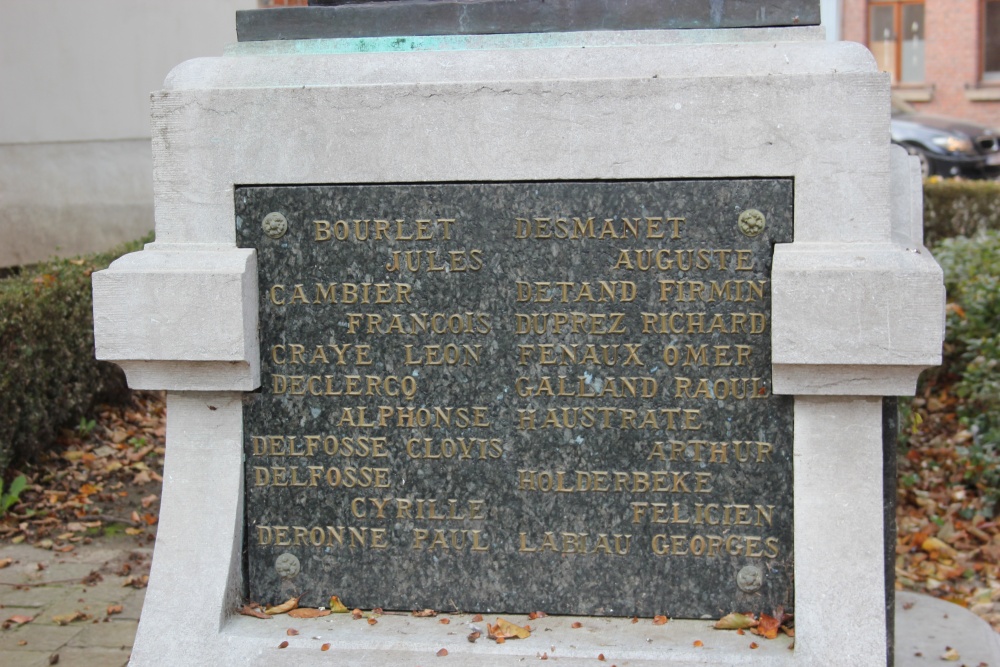 BOURLET
JULES
CAMBIER
FRANCOIS
CRAYE LEON
DECLERCQ
ALPHONSE
DELFOSSE CLOVIS
DELFOSSE
CYRILLE
DERONNE PAUL
DESMANET
AUGUSTE
DETAND FIRMIN
DUPREZ RICHARD
FENAUX OMER
GALLAND RAOUL
HAUSTRATE
ARTHUR
HOLDERBEKE
FELICIEN
LABIAU GEORGES